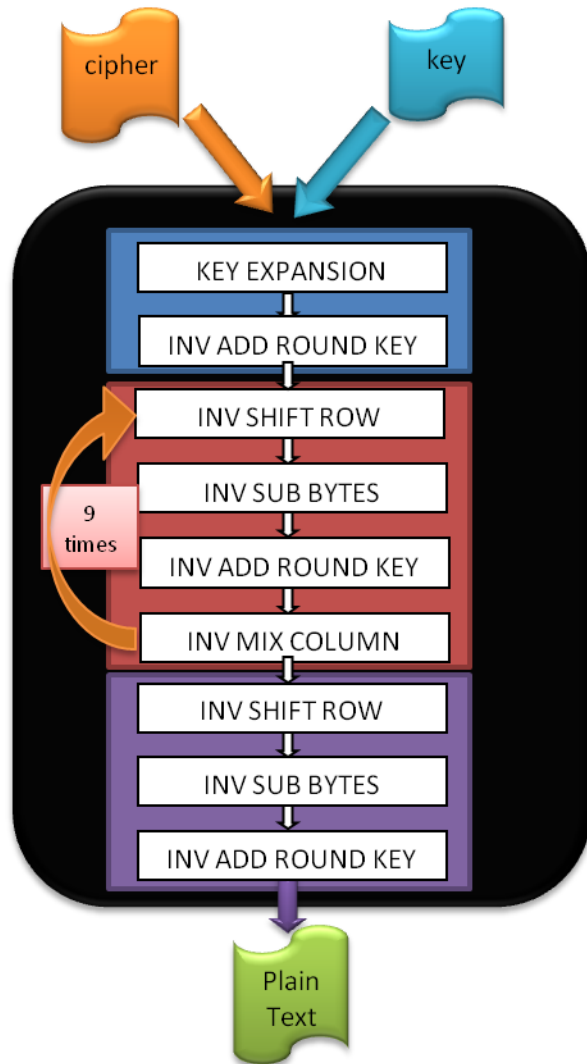 cipher
key
KEY EXPANSION
INV ADD ROUND KEY
INV SHIFT ROW
INV SUB BYTES
9
times
INV ADD ROUND KEY
INV MIX COLUMN
INV SHIFT ROW
INV SUB BYTES
INV ADD ROUND KEY
Plain
Text